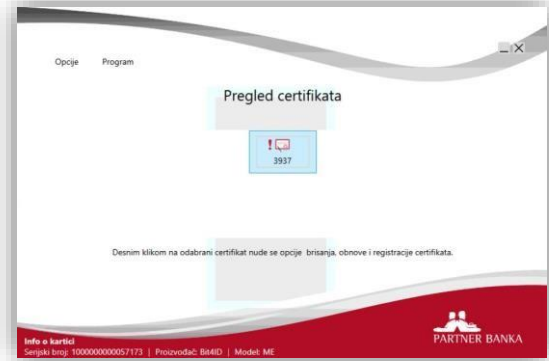 Opcije Program
Pregled certifikata
3937
Desnim klikom na odabrani certifikat nude se opcije brisanja, obnove i registracije certifikata.
PARTNER BANKA
Info o kartici
Serijski broj: 1000000000057173 | Proizvođač: Bit4ID | Model: ME